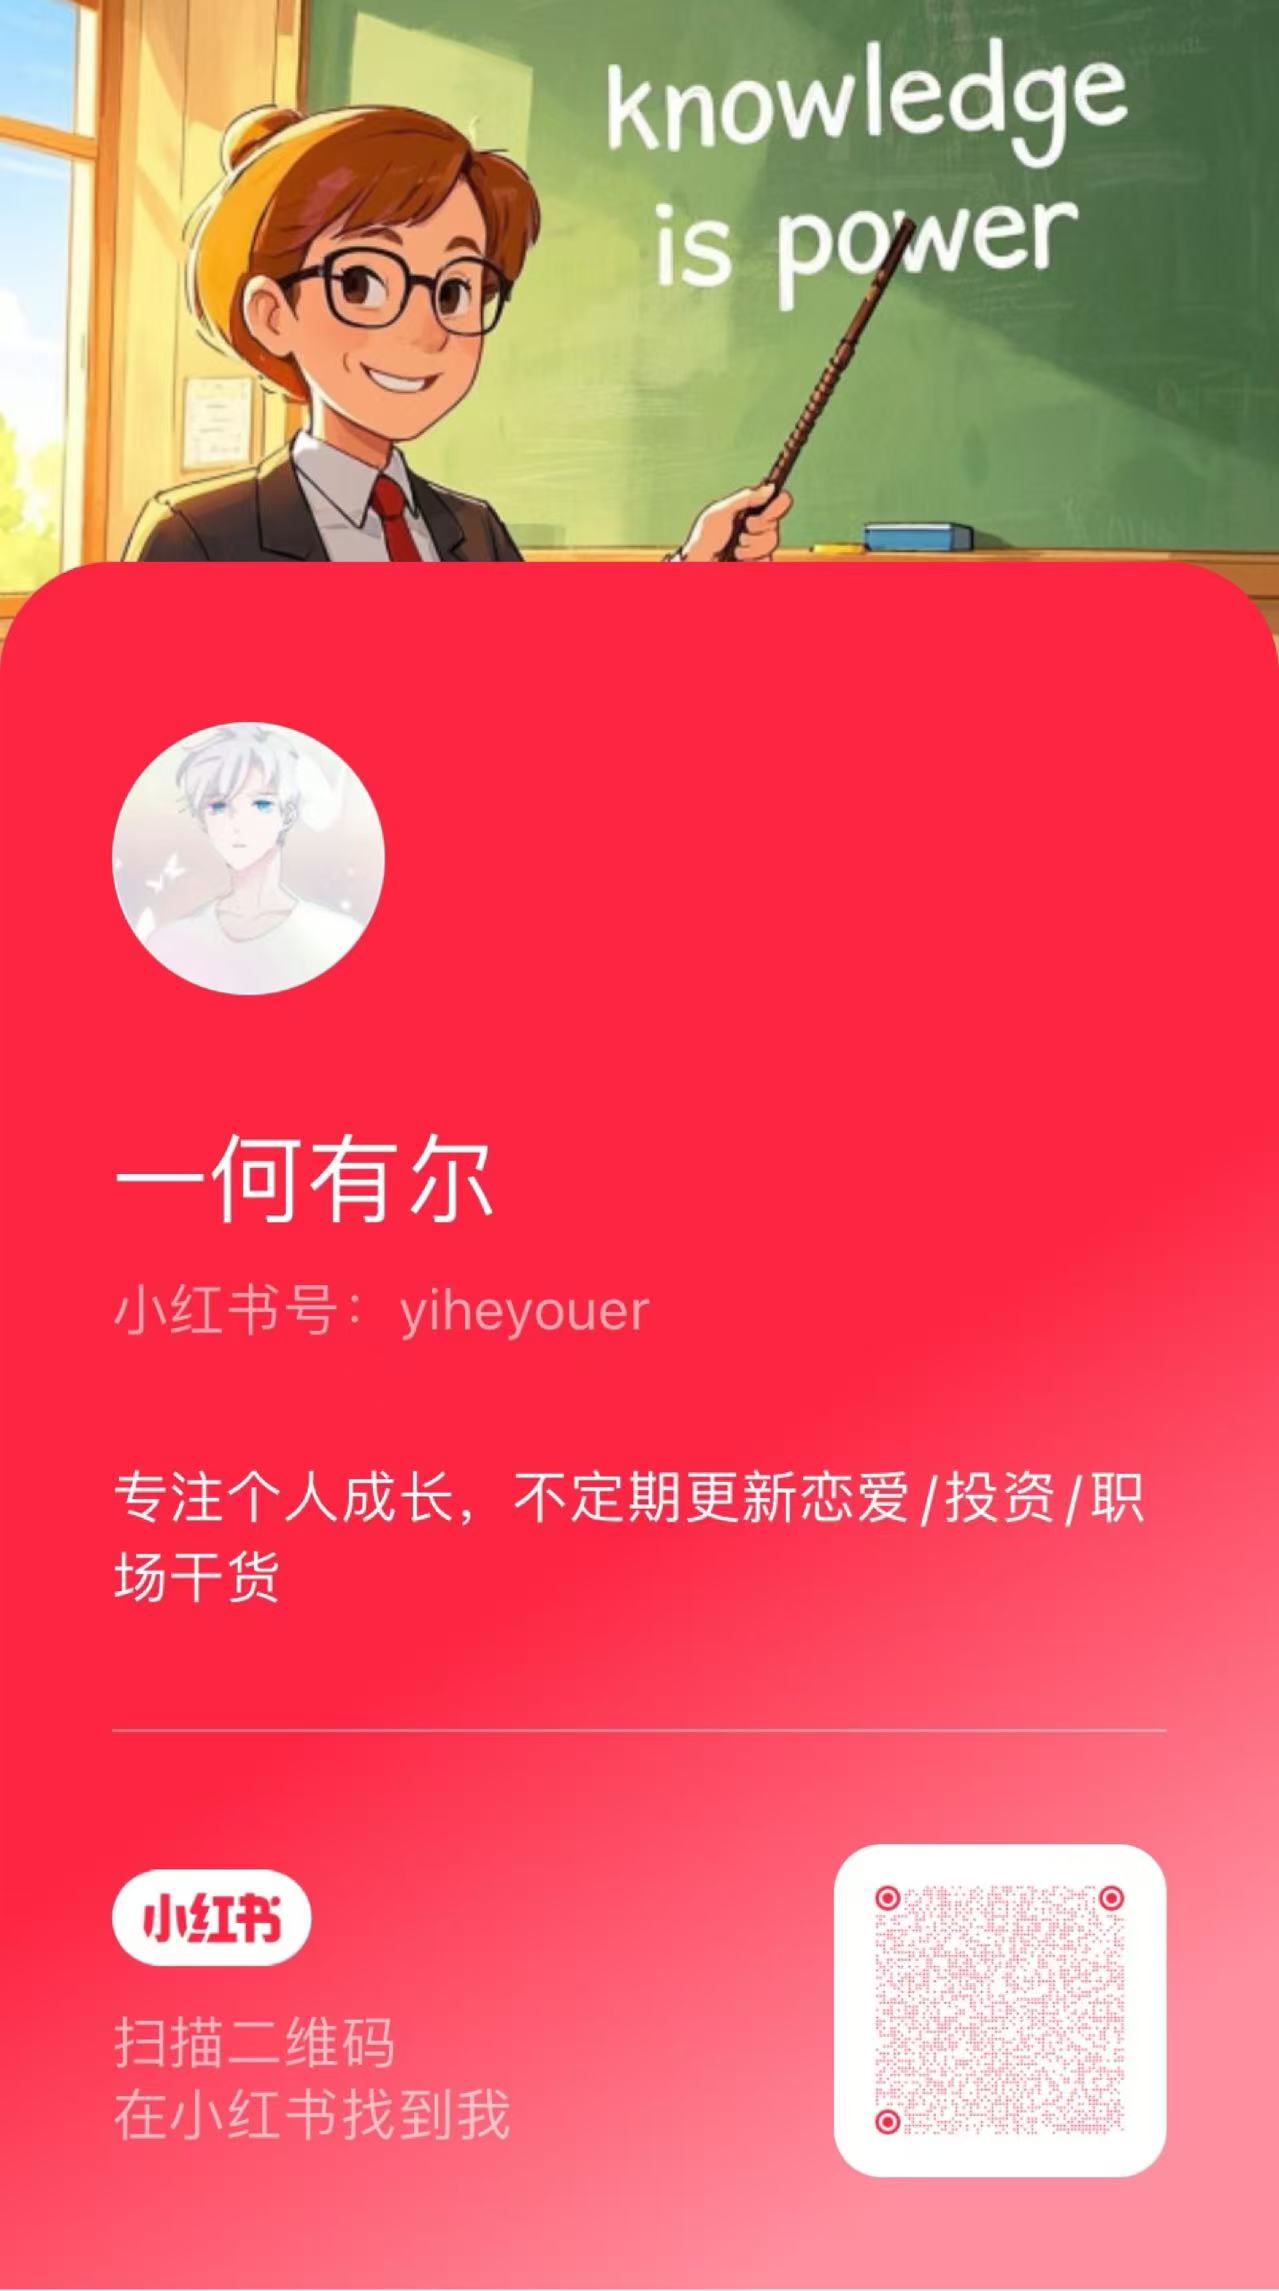 knowledge
is power
一何有尔
小红书号：yiheyouer
专注个人成长，不定期更新恋爱/投资/职
场干货
小红书
扫描二维码
在小红书找到我